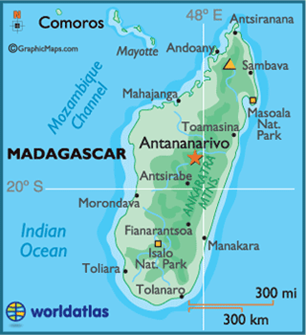 48° E
Antsiranana
Comoros
©GraphicMaps.com
Andoany
Mayotte
Sambava
Mozambique
Channel
Mahajanga
Masoala
Nat.
Park
Toamasina
Antananarivo
MADAGASCAR
Antsirabe
20° S
ANKARATRA
MTNS
Morondava
Indian
Ocean
Fianarantsoa
Manakara
Isalo
Nat. Park
Toliara
Tolanaro
300 mi
300 km
worldatlas